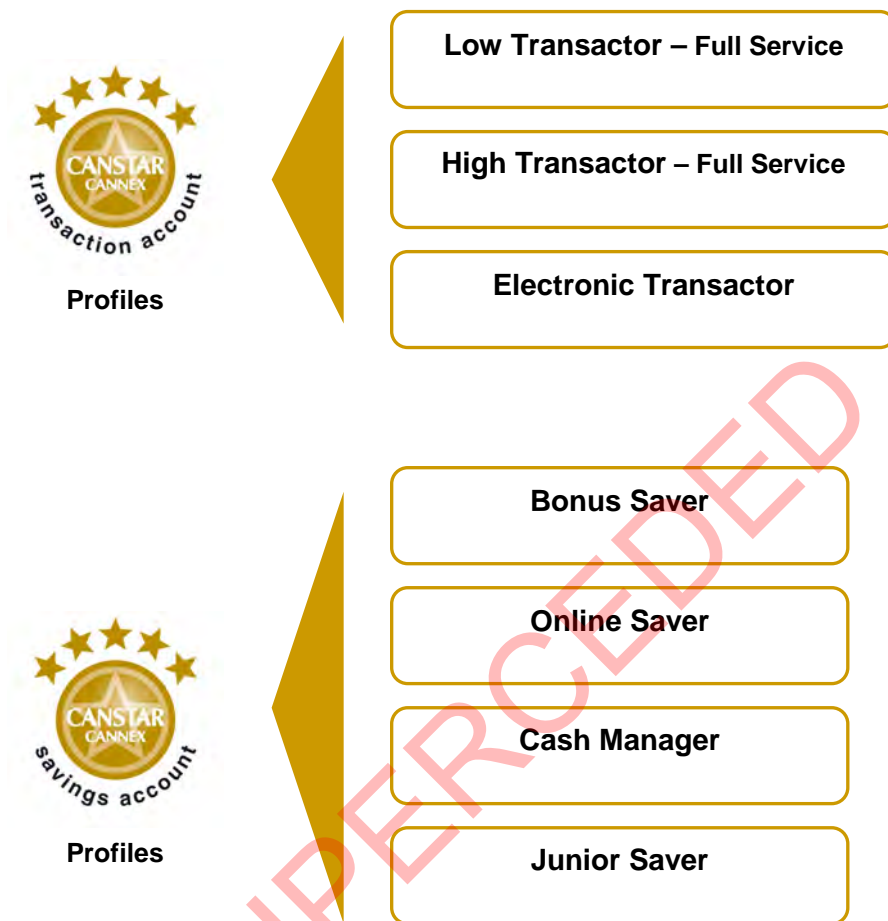 Low Transactor – Full Service
CANSTAR
CANNEX
transaction account
Profiles
High Transactor – Full Service
Electronic Transactor
Bonus Saver
Online Saver
CANSTAR
CANNEX
savings account
Profiles
Cash Manager
Junior Saver
UPERCEDED